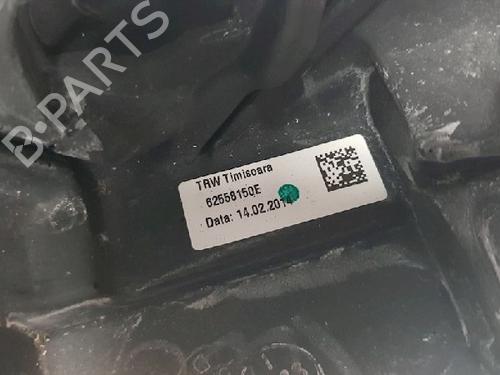 B-PARTS
TRW Timisoara
62558150E
Data: 14.02.2014